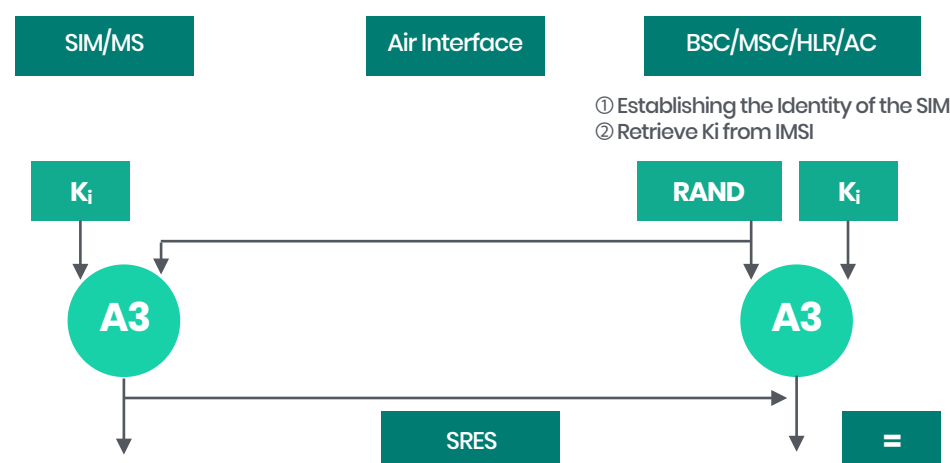 SIM/MS
Air Interface
BSC/MSC/HLR/AC
① Establishing the Identity of the SIM
② Retrieve Ki from IMSI
Ki
RAND
Ki
A3
A3
SRES
=